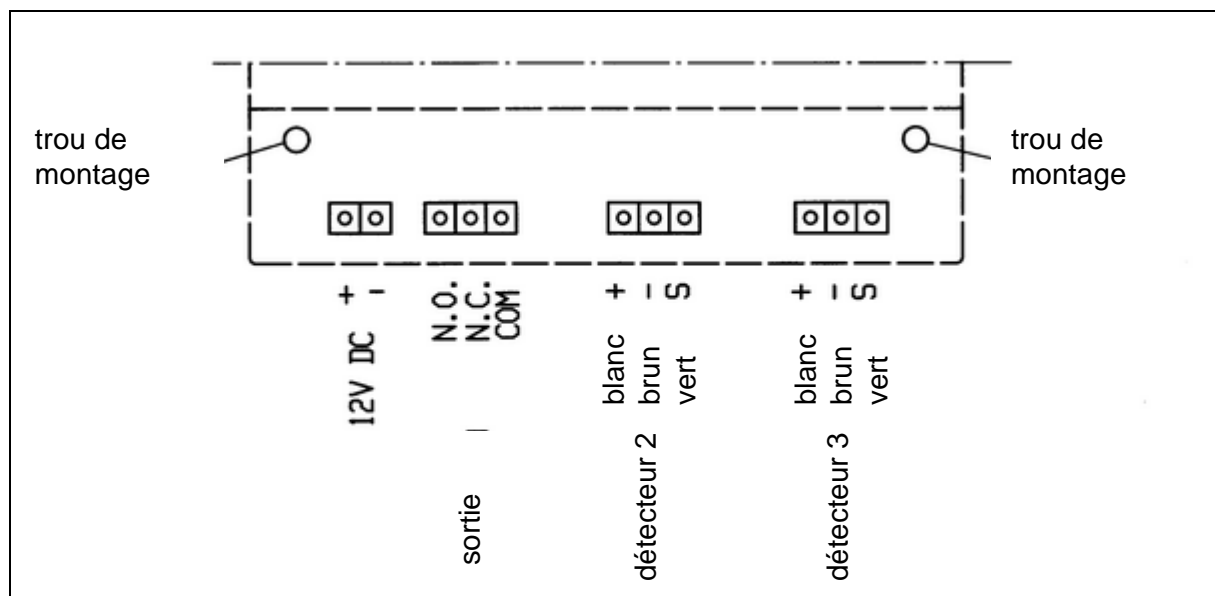 trou de
montage
trou de
montage
+
-
12V DC
N.O.
N.C.
COM
sortie
+
-
S
blanc
brun
vert
détecteur 2
+
-
S
blanc
brun
vert
détecteur 3